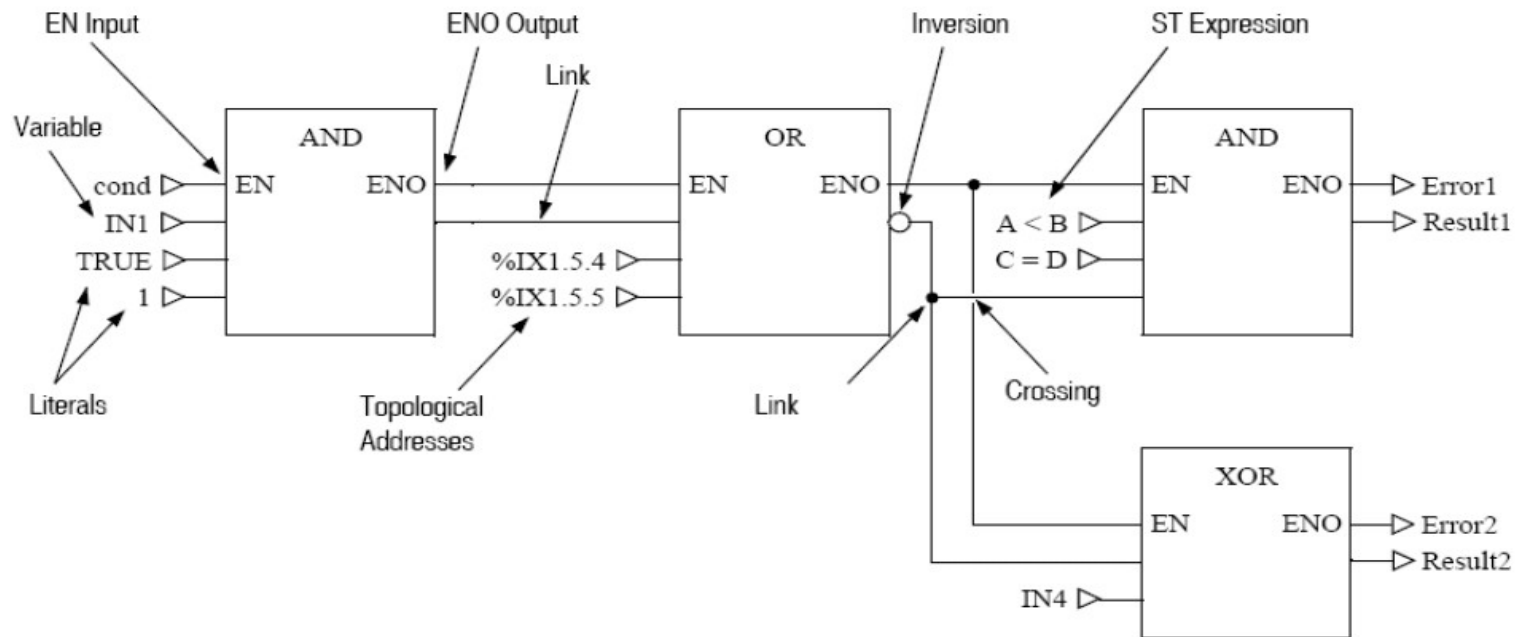 EN Input
ENO Output
Inversion
ST Expression
Link
Variable
AND
OR
AND
cond
EN
ENO
EN
ENO
EN
ENO
Error1
IN1
A < B
Result1
TRUE
%IX1.5.4
C = D
1
%IX1.5.5
Literals
Topological
Addresses
Link
Crossing
XOR
EN
ENO
Error2
Result2
IN4